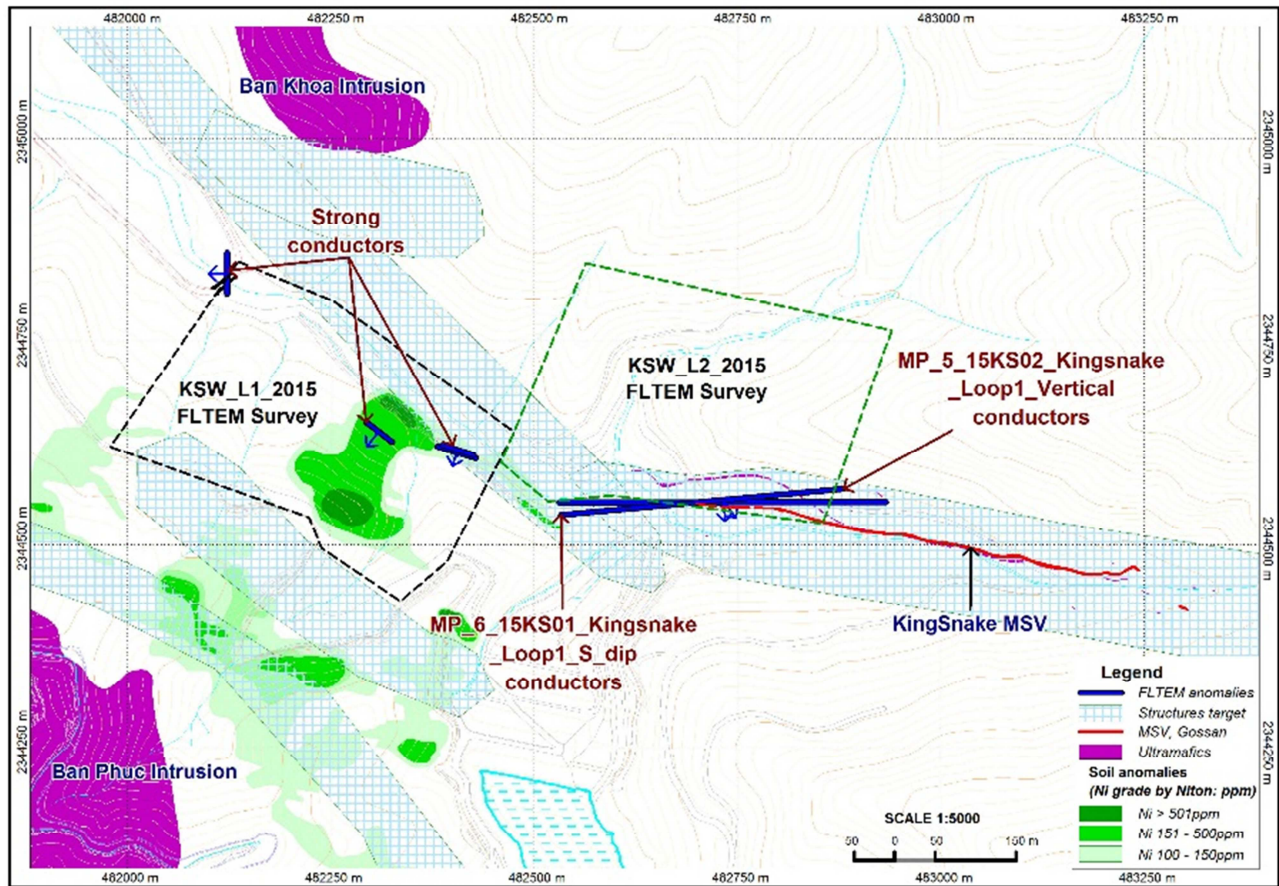 482000 m 482250 m 482500 m 482750 m 483000 m 483250 m
Ban Khoa Intrusion
2345000 m 2345000 m
Strong
conductors
2344750 m 2344750 m
KSW_L1_2015
FLTEM Survey
KSW_L2_2015
FLTEM Survey
MP_5_15KS02_Kingsnake
_Loop1_Vertical
conductors
2344500 m 2344500 m
MP_6_15KS01_Kingsnake
_Loop1_S_dip
conductors
KingSnake MSV
2344250 m 2344250 m
Ban Phuc Intrusion
Legend
FLTEM anomalies
Structures target
MSV, Gossan
Ultramafics
Soil anomalies
(Ni grade by Niton: ppm)
Ni > 501ppm
Ni 151 - 500ppm
Ni 100 - 150ppm
SCALE 1:5000
50 0 50 100 m
482000 m 482250 m 482500 m 482750 m 483000 m 483250 m